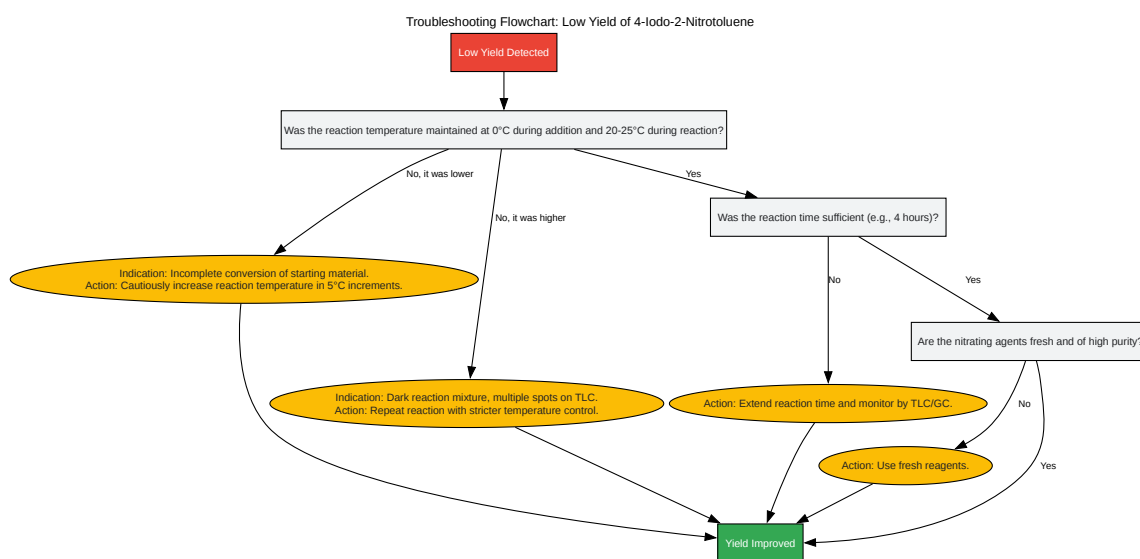 Troubleshooting Flowchart: Low Yield of 4-Iodo-2-Nitrotoluene
Low Yield Detected
Was the reaction temperature maintained at 0°C during addition and 20-25°C during reaction?
No, it was lower
Yes
No, it was higher
Was the reaction time sufficient (e.g., 4 hours)?
Indication: Incomplete conversion of starting material.
Action: Cautiously increase reaction temperature in 5°C increments.
No
Yes
Are the nitrating agents fresh and of high purity?
Indication: Dark reaction mixture, multiple spots on TLC.
Action: Repeat reaction with stricter temperature control.
Action: Extend reaction time and monitor by TLC/GC.
No
Action: Use fresh reagents.
Yes
Yield Improved